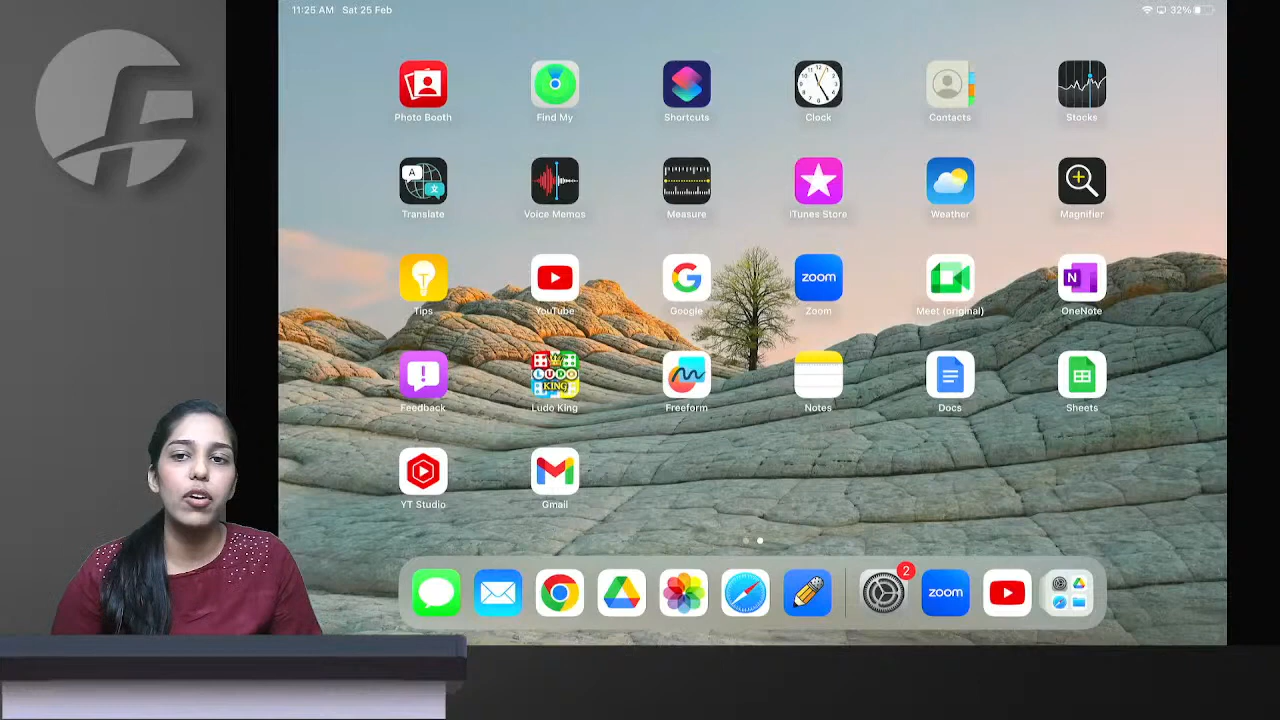 11:25 AM Sat 25 Feb 32%
Photo Booth Find My Shortcuts Clock Contacts Stocks
Translate Voice Memos Measure iTunes Store Weather Magnifier
zoom
Tips YouTube Google Zoom Meet (original) OneNote
LUDO
KING
Feedback Ludo King Freeform Notes Docs Sheets
YT Studio Gmail
2
zoom